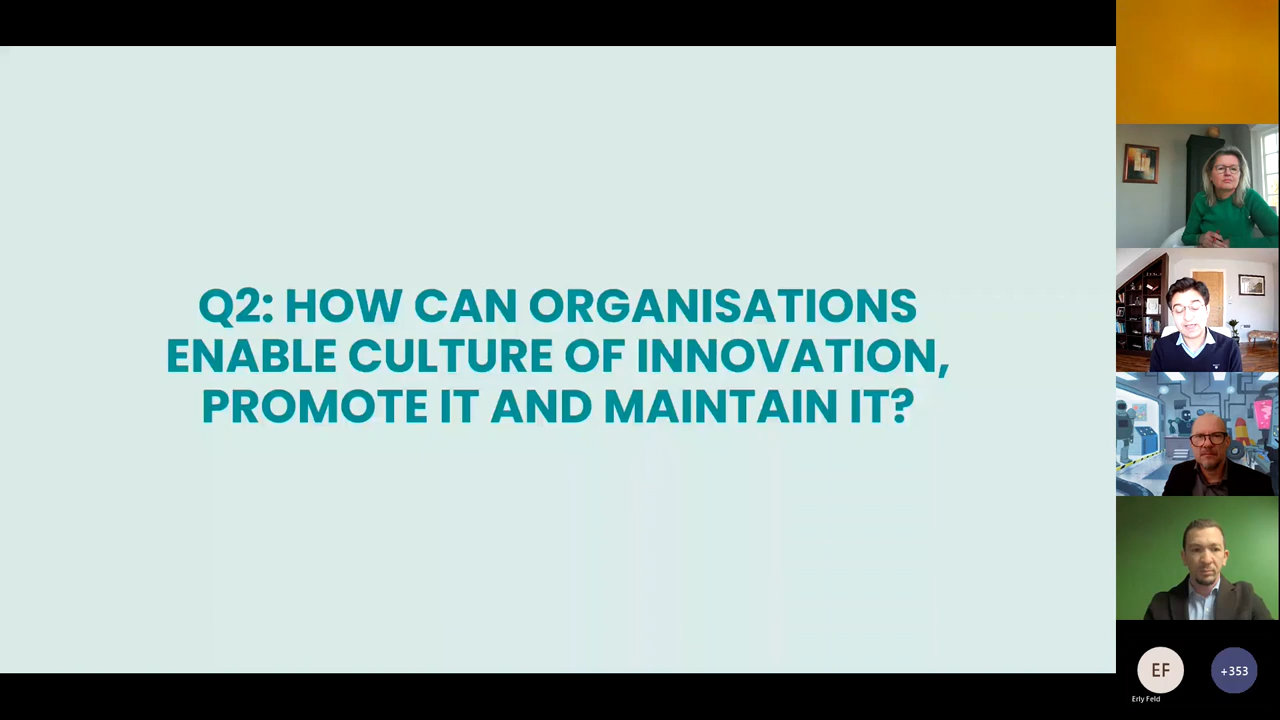 Q2: HOW CAN ORGANISATIONS
ENABLE CULTURE OF INNOVATION,
PROMOTE IT AND MAINTAIN IT?
EF
+353
Erly Feld